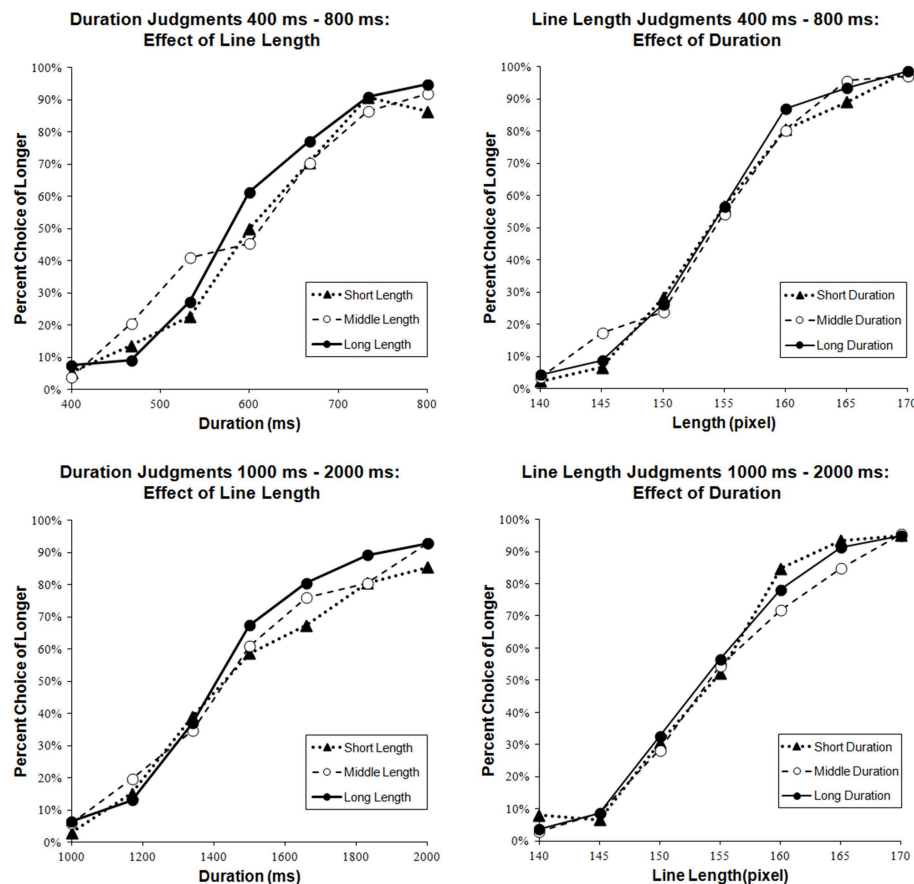 Duration Judgments 400 ms - 800 ms:
Effect of Line Length
Percent Choice of Longer
100%
90%
80%
70%
60%
50%
40%
30%
20%
10%
0%
Short Length
Middle Length
Long Length
400
500
600
700
800
Duration (ms)
Line Length Judgments 400 ms - 800 ms:
Effect of Duration
Percent Choice of Longer
100%
90%
80%
70%
60%
50%
40%
30%
20%
10%
0%
Short Duration
Middle Duration
Long Duration
140
145
150
155
160
165
170
Length (pixel)
Duration Judgments 1000 ms - 2000 ms:
Effect of Line Length
Percent Choice of Longer
100%
90%
80%
70%
60%
50%
40%
30%
20%
10%
0%
Short Length
Middle Length
Long Length
1000
1200
1400
1600
1800
2000
Duration (ms)
Line Length Judgments 1000 ms - 2000 ms:
Effect of Duration
Percent Choice of Longer
100%
90%
80%
70%
60%
50%
40%
30%
20%
10%
0%
Short Duration
Middle Duration
Long Duration
140
145
150
155
160
165
170
Line Length(pixel)